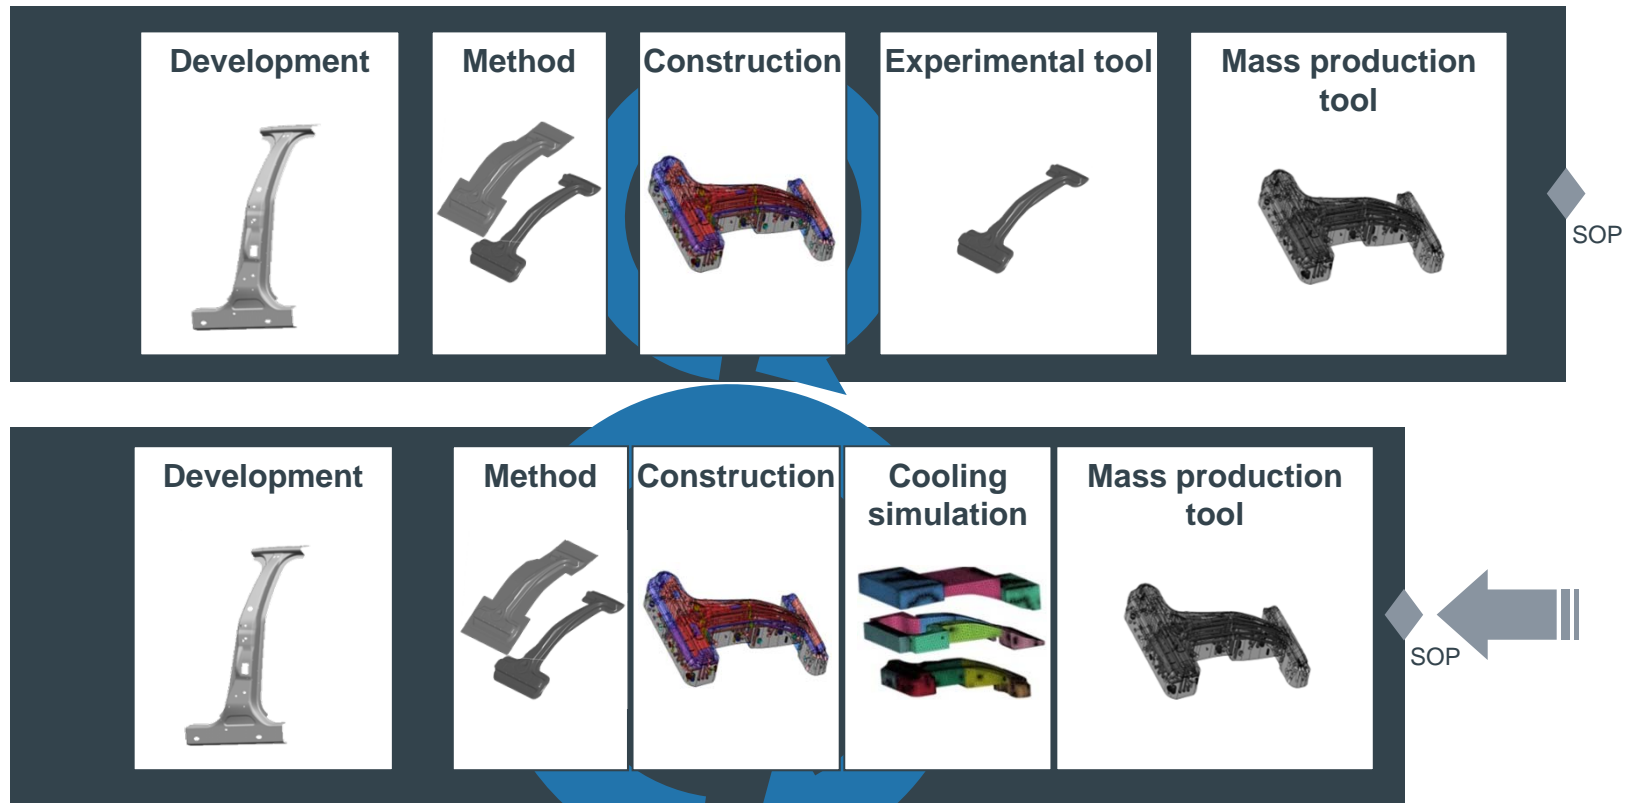 Development
Method
Construction
Experimental tool
Mass production
tool
SOP
Development
Method
Construction
Cooling
simulation
Mass production
tool
SOP